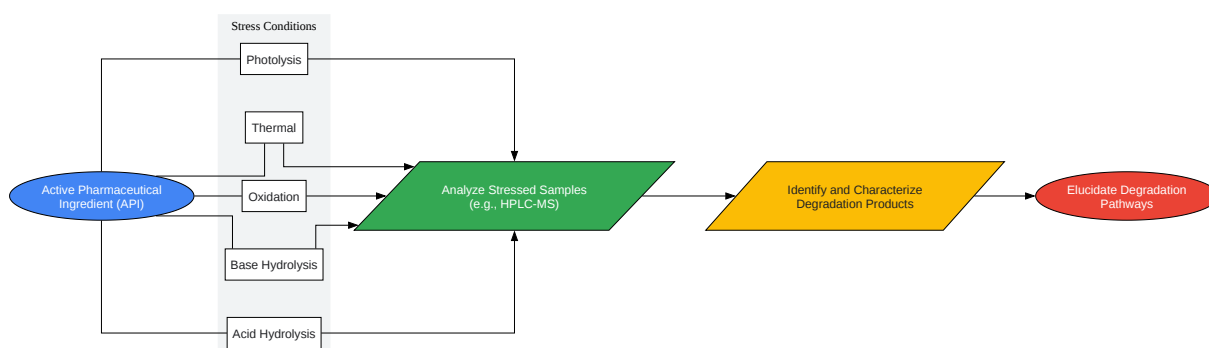 Stress Conditions
Photolysis
Thermal
Active Pharmaceutical
Ingredient (API)
Oxidation
Base Hydrolysis
Acid Hydrolysis
Analyze Stressed Samples
(e.g., HPLC-MS)
Identify and Characterize
Degradation Products
Elucidate Degradation
Pathways